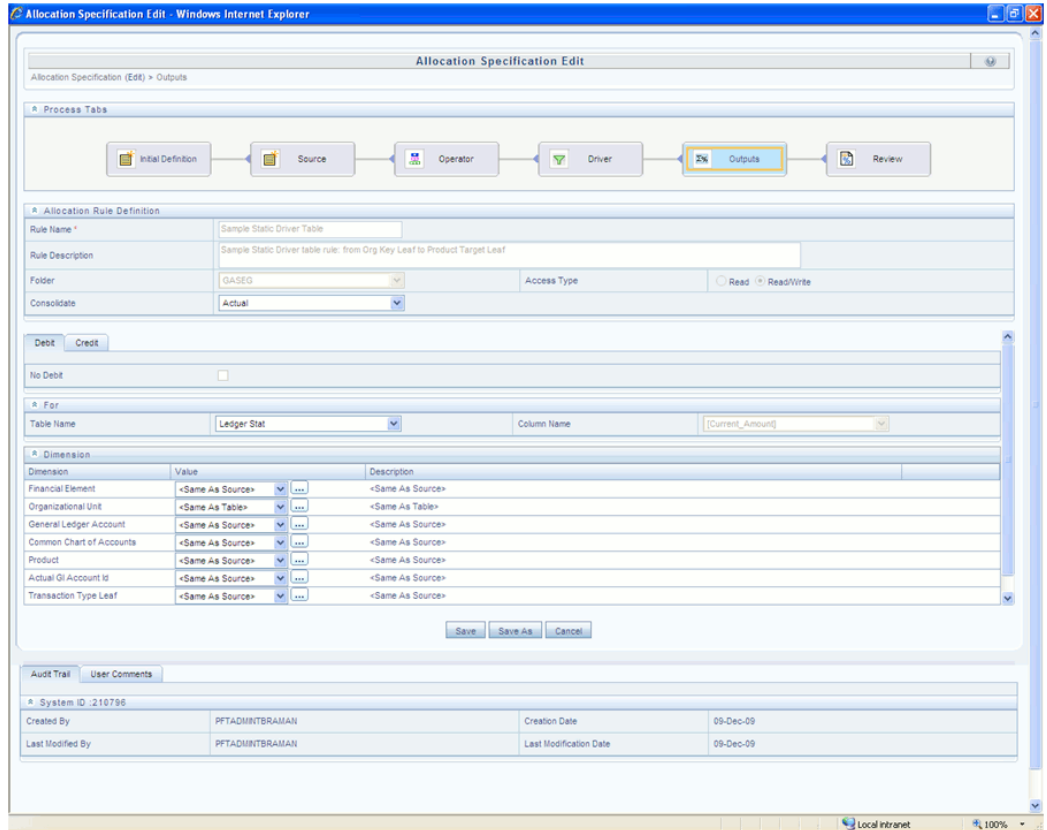 Allocation Specification Edit - Windows Internet Explorer
Allocation Specification Edit
Allocation Specification (Edit) > Outputs
Process Tabs
Initial Definition Source Operator Driver Outputs Review
Allocation Rule Definition
Rule Name * Sample Static Driver Table
Rule Description Sample Static Driver table rule: from Org Key Leaf to Product Target Leaf
Folder GASEG Access Type Read Read/Write
Consolidate Actual
Debit Credit
No Debit
For
Table Name Ledger Stat Column Name [Current_Amount]
Dimension
Dimension Value Description
Financial Element <Same As Source> ... <Same As Source>
Organizational Unit <Same As Table> ... <Same As Table>
General Ledger Account <Same As Source> ... <Same As Source>
Common Chart of Accounts <Same As Source> ... <Same As Source>
Product <Same As Source> ... <Same As Source>
Actual Gl Account Id <Same As Source> ... <Same As Source>
Transaction Type Leaf <Same As Source> ... <Same As Source>
Save Save As Cancel
Audit Trail User Comments
System ID :210796
Created By PFTADMINTBRAMAN Creation Date 09-Dec-09
Last Modified By PFTADMINTBRAMAN Last Modification Date 09-Dec-09
Local intranet 100%